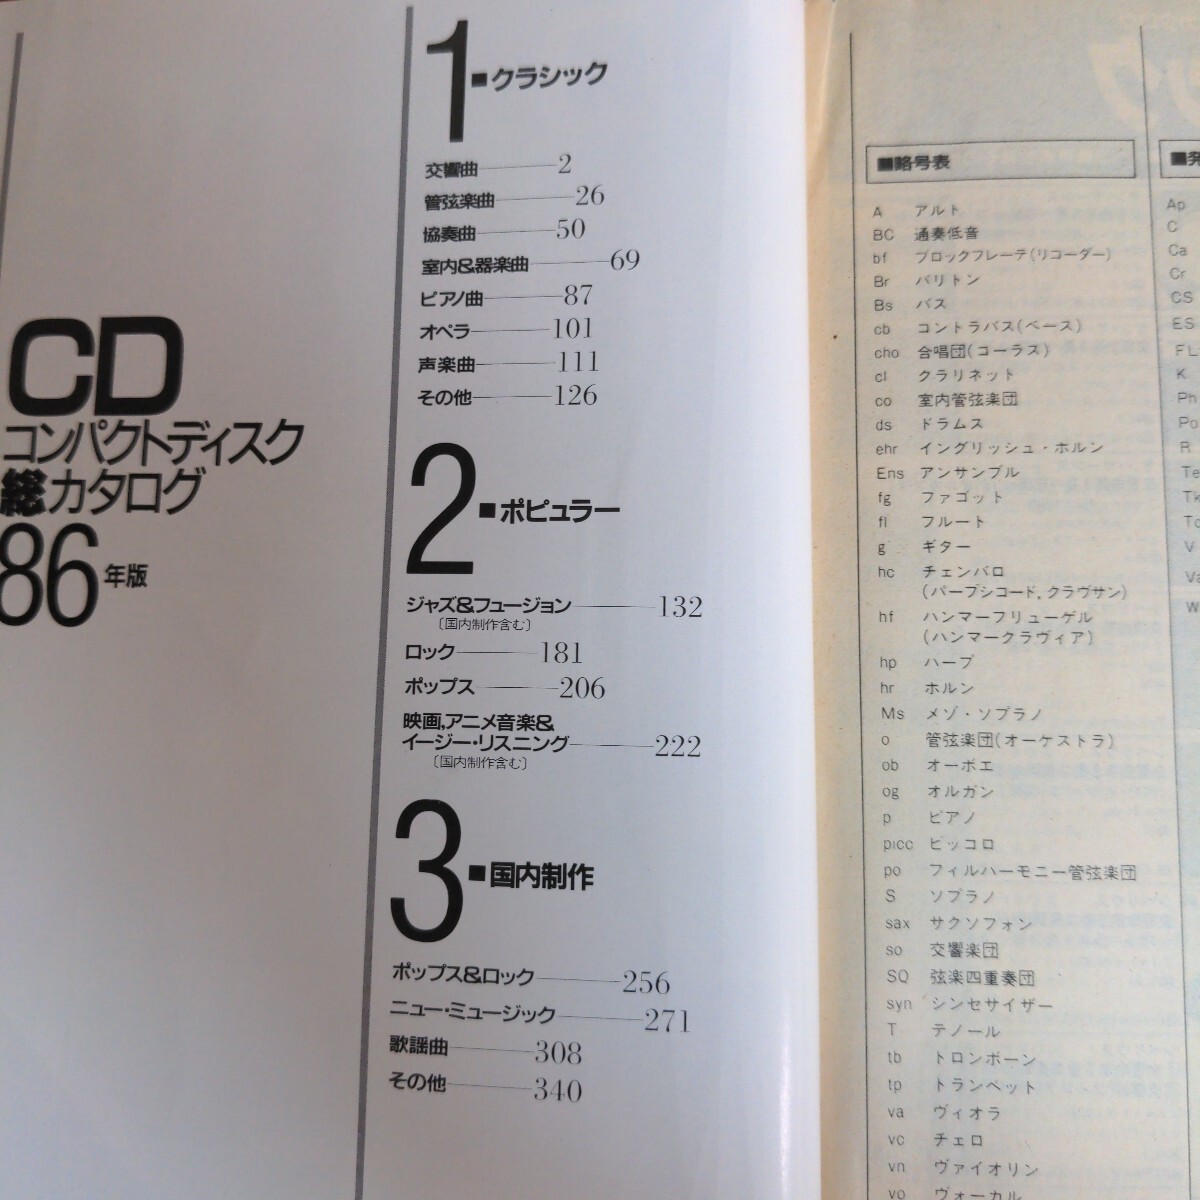 CD
コンパクトディスク
総カタログ
86年版
1■クラシック
交響曲 2
管弦楽曲 26
協奏曲 50
室内&器楽曲 69
ピアノ曲 87
オペラ 101
声楽曲 111
その他 126
2■ポピュラー
ジャズ&フュージョン 132
〔国内制作含む〕
ロック 181
ポップス 206
映画,アニメ音楽&
イージー・リスニング 222
〔国内制作含む〕
3■国内制作
ポップス&ロック 256
ニュー・ミュージック 271
歌謡曲 308
その他 340
■略号表
A アルト
BC 通奏低音
bf ブロックフレーテ(リコーダー)
Br バリトン
Bs バス
cb コントラバス(ベース)
cho 合唱団(コーラス)
cl クラリネット
co 室内管弦楽団
ds ドラムス
ehr イングリッシュ・ホルン
Ens アンサンブル
fg ファゴット
fl フルート
g ギター
hc チェンバロ
(ハープシコード,クラヴサン)
hf ハンマーフリューゲル
(ハンマークラヴィア)
hp ハープ
hr ホルン
Ms メゾ・ソプラノ
o 管弦楽団(オーケストラ)
ob オーボエ
og オルガン
p ピアノ
picc ピッコロ
po フィルハーモニー管弦楽団
S ソプラノ
sax サクソフォン
so 交響楽団
SQ 弦楽四重奏団
syn シンセサイザー
T テノール
tb トロンボーン
tp トランペット
va ヴィオラ
vc チェロ
vn ヴァイオリン
vo ヴォーカル
■発
Ap
C
Ca
Cr
CS
ES
FL
K
Ph
Po
R
Te
Tk
To
V
Va
W